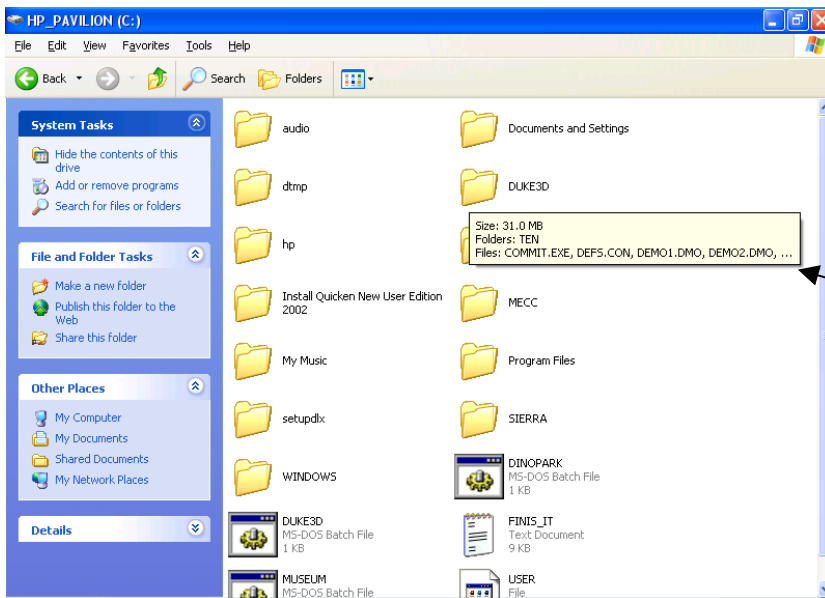 HP_PAVILION (C:)
File Edit View Favorites Tools Help
Back Search Folders
System Tasks
Hide the contents of this
drive
Add or remove programs
Search for files or folders
File and Folder Tasks
Make a new folder
Publish this folder to the
Web
Share this folder
Other Places
My Computer
My Documents
Shared Documents
My Network Places
Details
audio
Documents and Settings
dtmp
DUKE3D
Size: 31.0 MB
Folders: TEN
Files: COMMIT.EXE, DEFS.CON, DEMO1.DMO, DEMO2.DMO, ...
hp
Install Quicken New User Edition
2002
MECC
My Music
Program Files
setupdlx
SIERRA
WINDOWS
DINOPARK
MS-DOS Batch File
1 KB
DUKE3D
MS-DOS Batch File
1 KB
FINIS_IT
Text Document
9 KB
MUSEUM
MS-DOS Batch File
USER
File